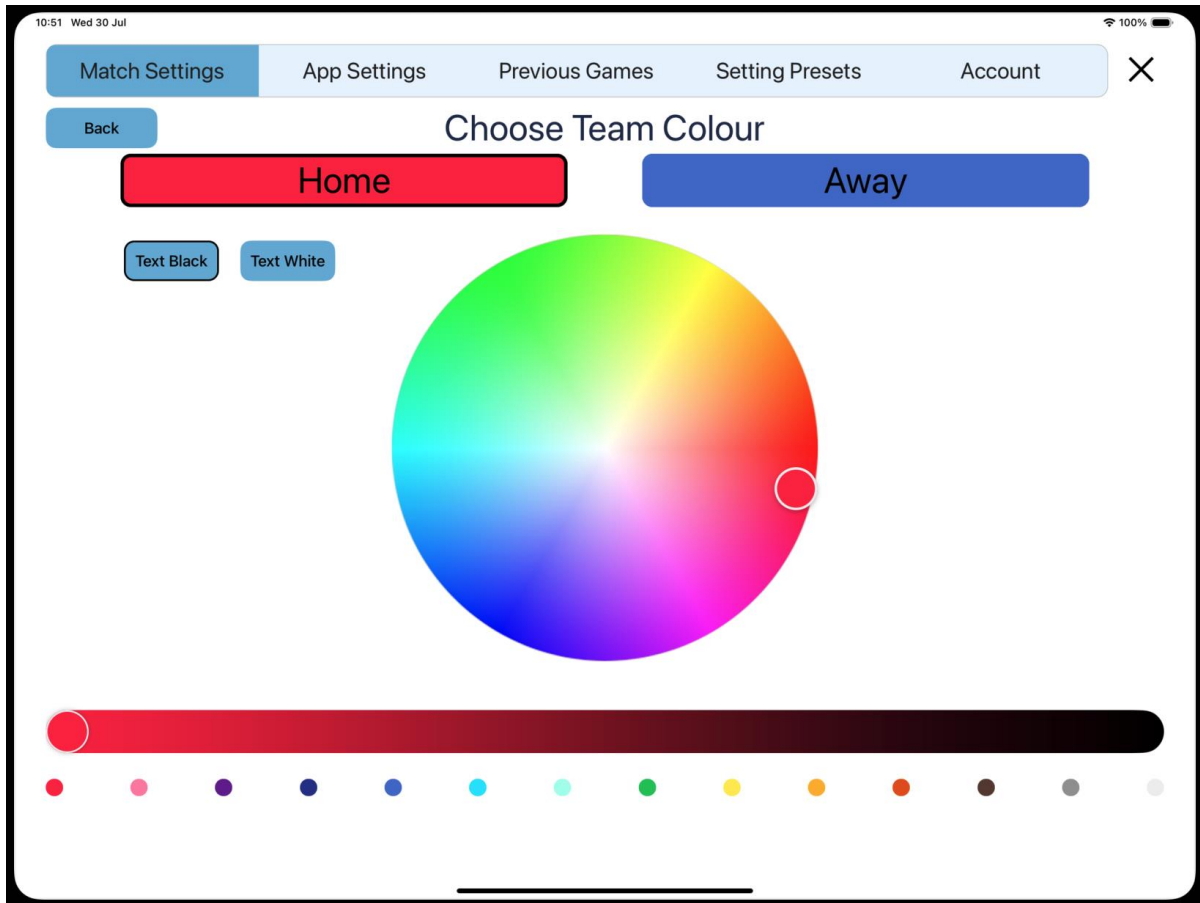 10:51 Wed 30 Jul 100%
Match Settings App Settings Previous Games Setting Presets Account
Back Choose Team Colour
Home Away
Text Black Text White